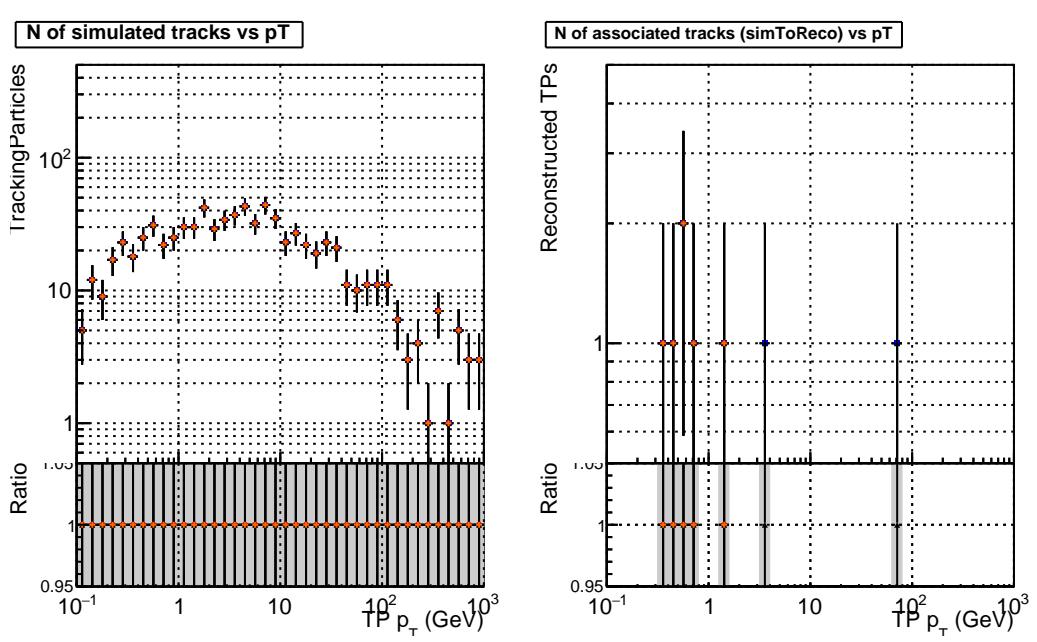 N of simulated tracks vs pT
TrackingParticles
10²
10
1
Ratio
1.05
1
0.95
10⁻¹ 1 10 10² 10³
TP p_T (GeV)
N of associated tracks (simToReco) vs pT
Reconstructed TPs
1
Ratio
1.05
1
0.95
10⁻¹ 1 10 10² 10³
TP p_T (GeV)